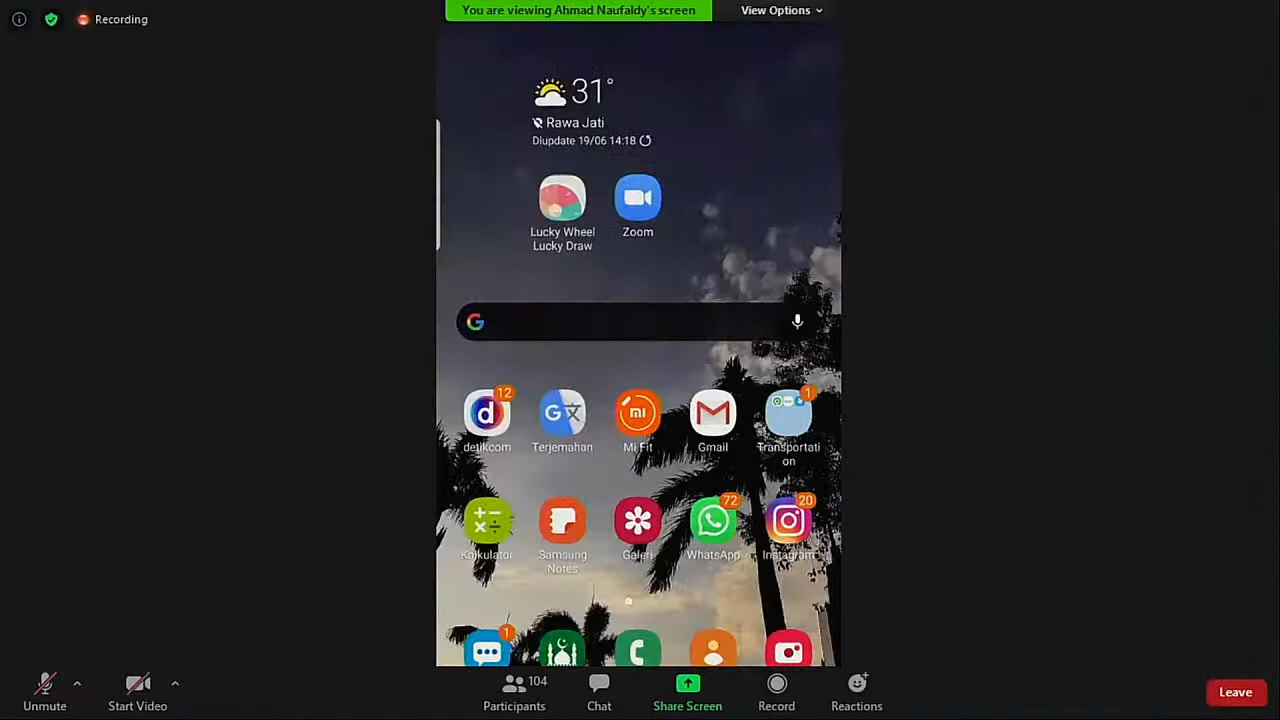 You are viewing Ahmad Naufaldy's screen
View Options
Recording
31°
Rawa Jati
Diupdate 19/06 14:18
Lucky Wheel
Lucky Draw
Zoom
12
1
detikcom
Terjemahan
Mi Fit
Gmail
Transportati
on
72
20
Kalkulator
Samsung
Notes
Galeri
WhatsApp
Instagram
1
Unmute
Start Video
104
Participants
Chat
Share Screen
Record
Reactions
Leave